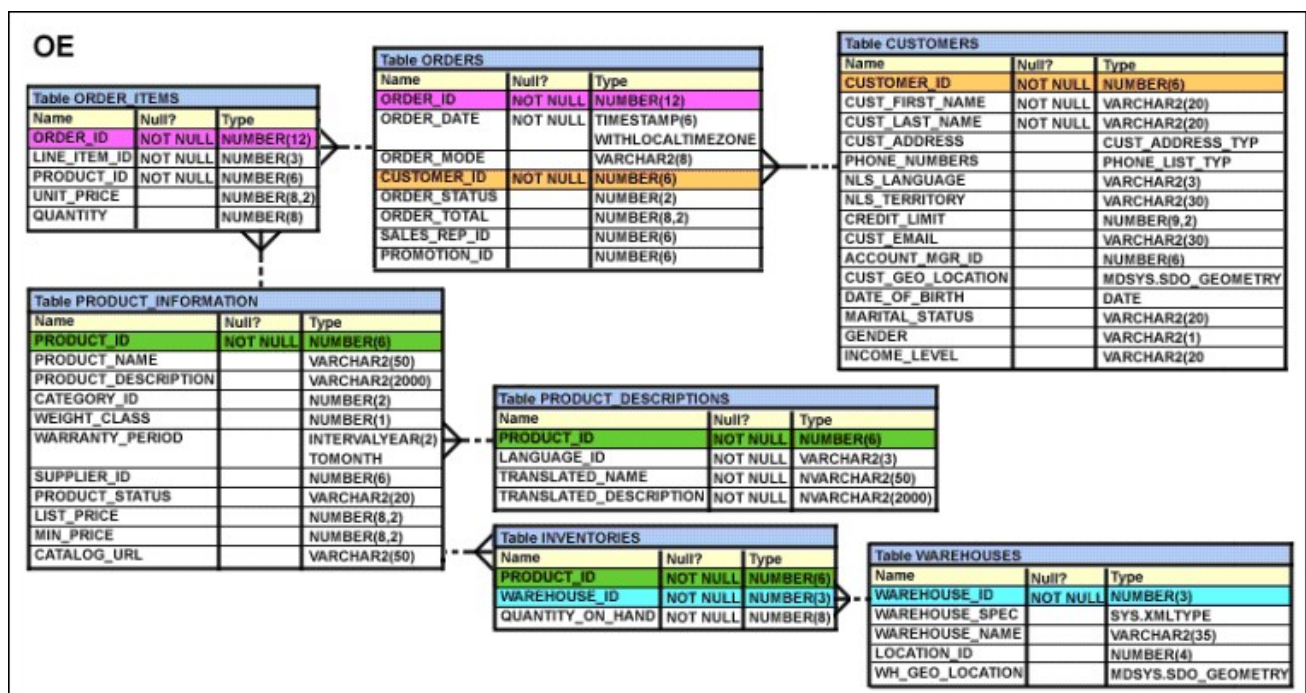 OE
Table ORDER_ITEMS
Name Null? Type
ORDER_ID NOT NULL NUMBER(12)
LINE_ITEM_ID NOT NULL NUMBER(3)
PRODUCT_ID NOT NULL NUMBER(6)
UNIT_PRICE NUMBER(8,2)
QUANTITY NUMBER(8)
Table ORDERS
Name Null? Type
ORDER_ID NOT NULL NUMBER(12)
ORDER_DATE NOT NULL TIMESTAMP(6)
WITHLOCALTIMEZONE
ORDER_MODE VARCHAR2(8)
CUSTOMER_ID NOT NULL NUMBER(6)
ORDER_STATUS NUMBER(2)
ORDER_TOTAL NUMBER(8,2)
SALES_REP_ID NUMBER(6)
PROMOTION_ID NUMBER(6)
Table CUSTOMERS
Name Null? Type
CUSTOMER_ID NOT NULL NUMBER(6)
CUST_FIRST_NAME NOT NULL VARCHAR2(20)
CUST_LAST_NAME NOT NULL VARCHAR2(20)
CUST_ADDRESS CUST_ADDRESS_TYP
PHONE_NUMBERS PHONE_LIST_TYP
NLS_LANGUAGE VARCHAR2(3)
NLS_TERRITORY VARCHAR2(30)
CREDIT_LIMIT NUMBER(9,2)
CUST_EMAIL VARCHAR2(30)
ACCOUNT_MGR_ID NUMBER(6)
CUST_GEO_LOCATION MDSYS.SDO_GEOMETRY
DATE_OF_BIRTH DATE
MARITAL_STATUS VARCHAR2(20)
GENDER VARCHAR2(1)
INCOME_LEVEL VARCHAR2(20
Table PRODUCT_INFORMATION
Name Null? Type
PRODUCT_ID NOT NULL NUMBER(6)
PRODUCT_NAME VARCHAR2(50)
PRODUCT_DESCRIPTION VARCHAR2(2000)
CATEGORY_ID NUMBER(2)
WEIGHT_CLASS NUMBER(1)
WARRANTY_PERIOD INTERVALYEAR(2)
TOMONTH
SUPPLIER_ID NUMBER(6)
PRODUCT_STATUS VARCHAR2(20)
LIST_PRICE NUMBER(8,2)
MIN_PRICE NUMBER(8,2)
CATALOG_URL VARCHAR2(50)
Table PRODUCT_DESCRIPTIONS
Name Null? Type
PRODUCT_ID NOT NULL NUMBER(6)
LANGUAGE_ID NOT NULL VARCHAR2(3)
TRANSLATED_NAME NOT NULL NVARCHAR2(50)
TRANSLATED_DESCRIPTION NOT NULL NVARCHAR2(2000)
Table INVENTORIES
Name Null? Type
PRODUCT_ID NOT NULL NUMBER(6)
WAREHOUSE_ID NOT NULL NUMBER(3)
QUANTITY_ON_HAND NOT NULL NUMBER(8)
Table WAREHOUSES
Name Null? Type
WAREHOUSE_ID NOT NULL NUMBER(3)
WAREHOUSE_SPEC SYS.XMLTYPE
WAREHOUSE_NAME VARCHAR2(35)
LOCATION_ID NUMBER(4)
WH_GEO_LOCATION MDSYS.SDO_GEOMETRY